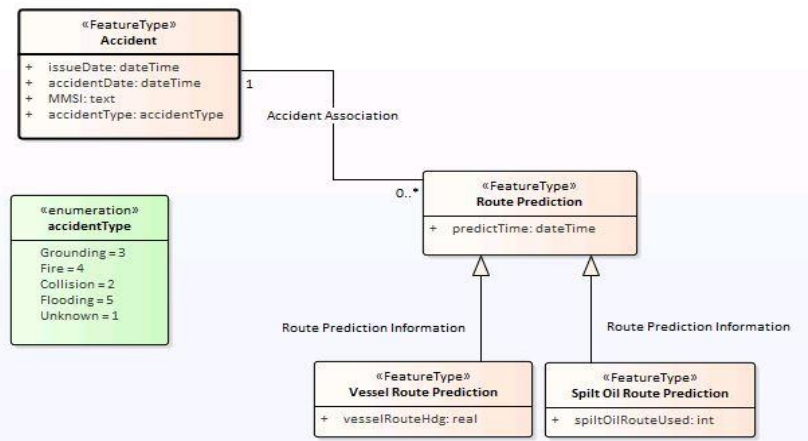 «FeatureType»
Accident
+ issueDate: dateTime
+ accidentDate: dateTime
+ MMSI: text
+ accidentType: accidentType
1
Accident Association
0..*
«FeatureType»
Route Prediction
+ predictTime: dateTime
«enumeration»
accidentType
Grounding = 3
Fire = 4
Collision = 2
Flooding = 5
Unknown = 1
Route Prediction Information
Route Prediction Information
«FeatureType»
Vessel Route Prediction
+ vesselRouteHdg: real
«FeatureType»
Spilt Oil Route Prediction
+ spiltOilRouteUsed: int